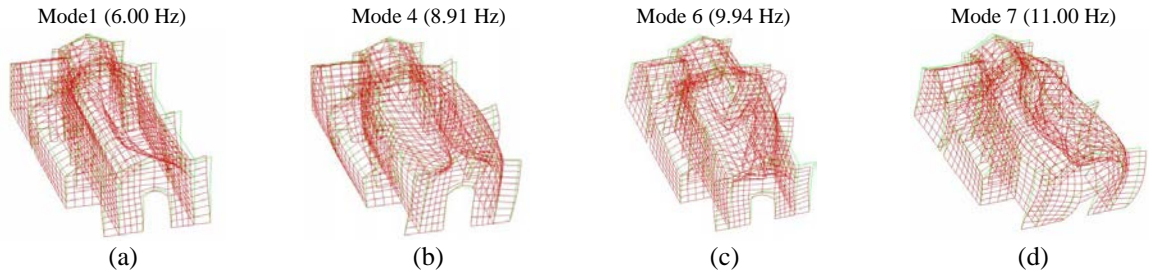 Mode1 (6.00 Hz) Mode 4 (8.91 Hz) Mode 6 (9.94 Hz) Mode 7 (11.00 Hz)
(a) (b) (c) (d)